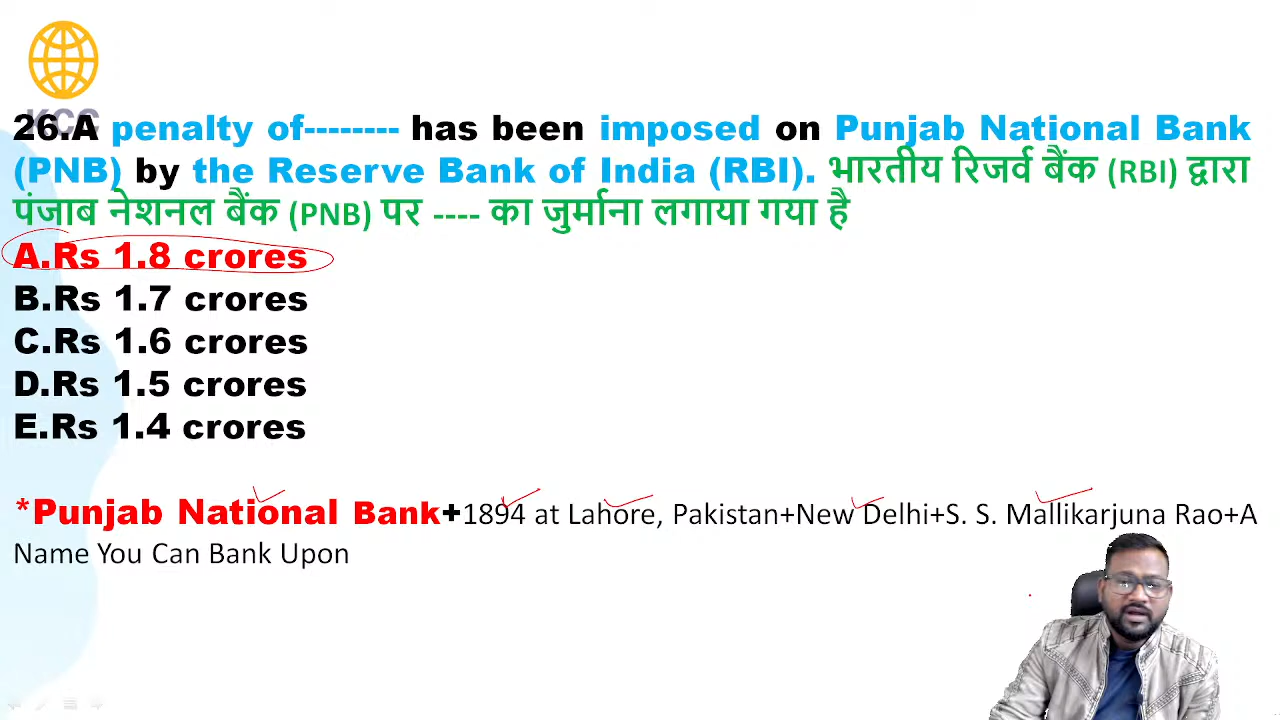 KCC
26.A penalty of-------- has been imposed on Punjab National Bank
(PNB) by the Reserve Bank of India (RBI). भारतीय रिजर्व बैंक (RBI) द्वारा
पंजाब नेशनल बैंक (PNB) पर ---- का जुर्माना लगाया गया है
A.Rs 1.8 crores
B.Rs 1.7 crores
C.Rs 1.6 crores
D.Rs 1.5 crores
E.Rs 1.4 crores
*Punjab National Bank+1894 at Lahore, Pakistan+New Delhi+S. S. Mallikarjuna Rao+A
Name You Can Bank Upon